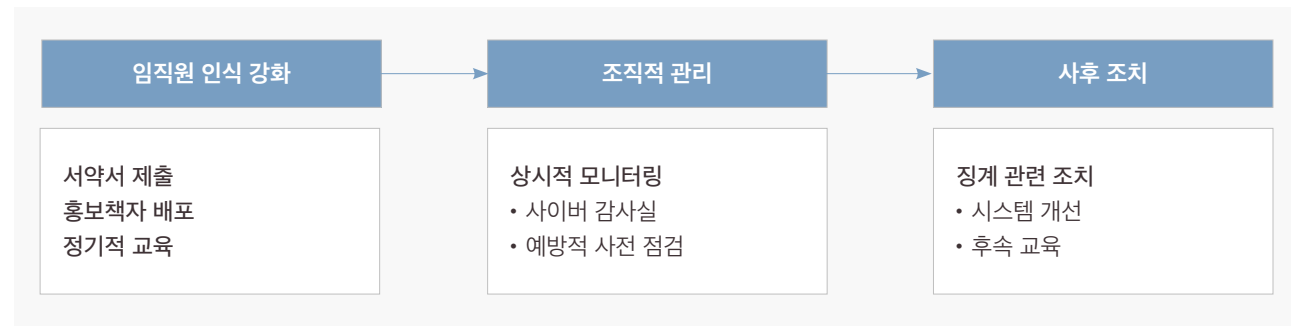 임직원 인식 강화
서약서 제출
홍보책자 배포
정기적 교육
조직적 관리
상시적 모니터링
• 사이버 감사실
• 예방적 사전 점검
사후 조치
징계 관련 조치
• 시스템 개선
• 후속 교육